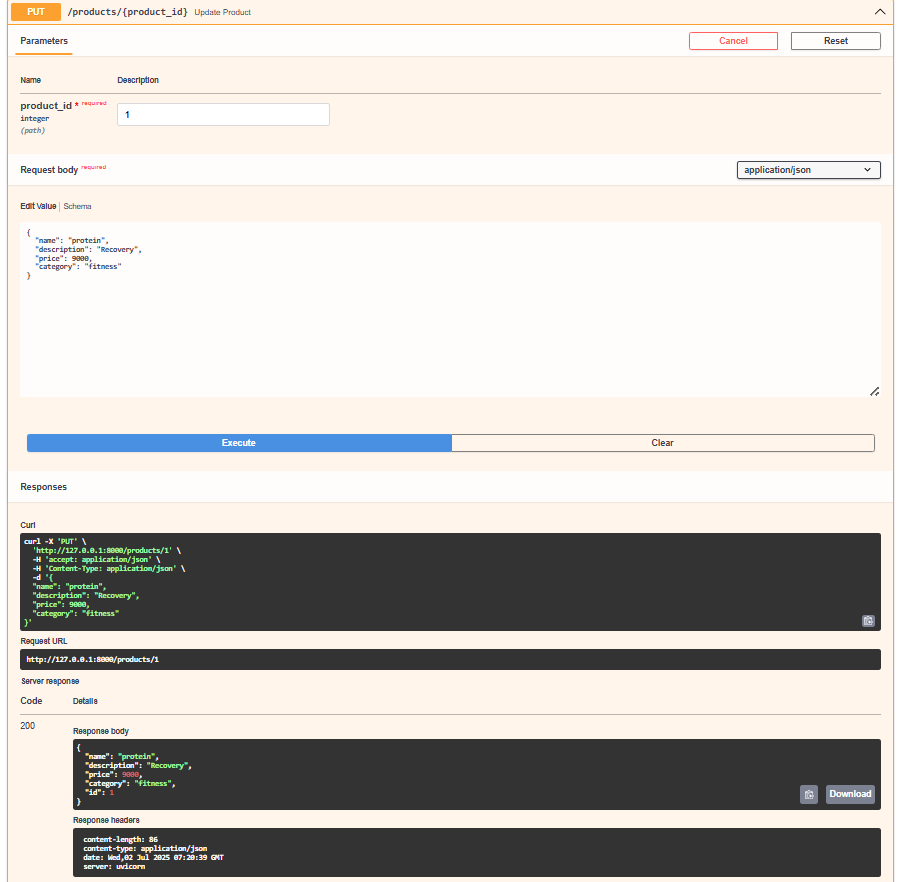 PUT /products/{product_id} Update Product
Parameters Cancel Reset
Name Description
product_id * required 1
integer
(path)
Request body required application/json
Edit Value | Schema
{
  "name": "protein",
  "description": "Recovery",
  "price": 9000,
  "category": "fitness"
}
Execute Clear
Responses
Curl
curl -X 'PUT' \
  'http://127.0.0.1:8000/products/1' \
  -H 'accept: application/json' \
  -H 'Content-Type: application/json' \
  -d '{
  "name": "protein",
  "description": "Recovery",
  "price": 9000,
  "category": "fitness"
}'
Request URL
http://127.0.0.1:8000/products/1
Server response
Code Details
200
Response body
{
  "name": "protein",
  "description": "Recovery",
  "price": 9000,
  "category": "fitness",
  "id": 1
}
Download
Response headers
content-length: 86
content-type: application/json
date: Wed,02 Jul 2025 07:20:39 GMT
server: uvicorn